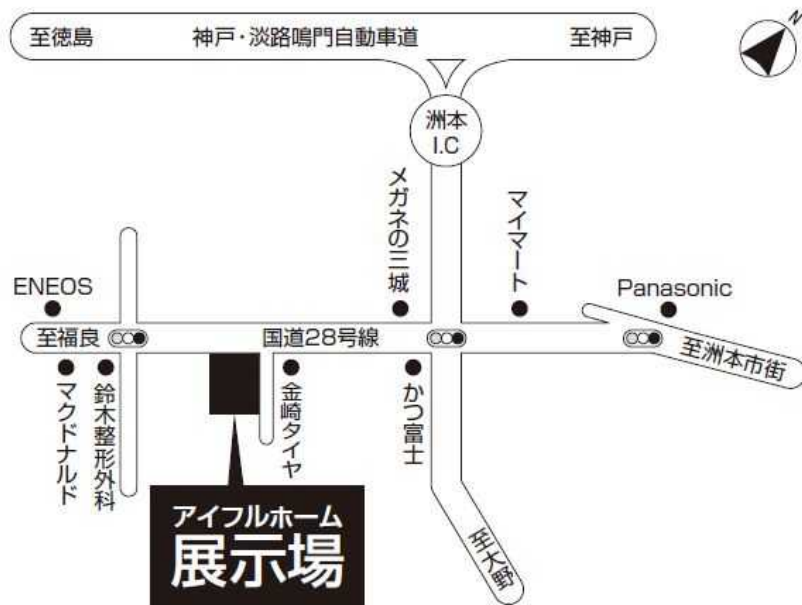 至徳島
神戸・淡路鳴門自動車道
至神戸
N
洲本
I.C
メガネの三城
マイマート
ENEOS
Panasonic
至福良
国道28号線
至洲本市街
マクドナルド
鈴木整形外科
金崎タイヤ
かつ富士
アイフルホーム
展示場
至大野